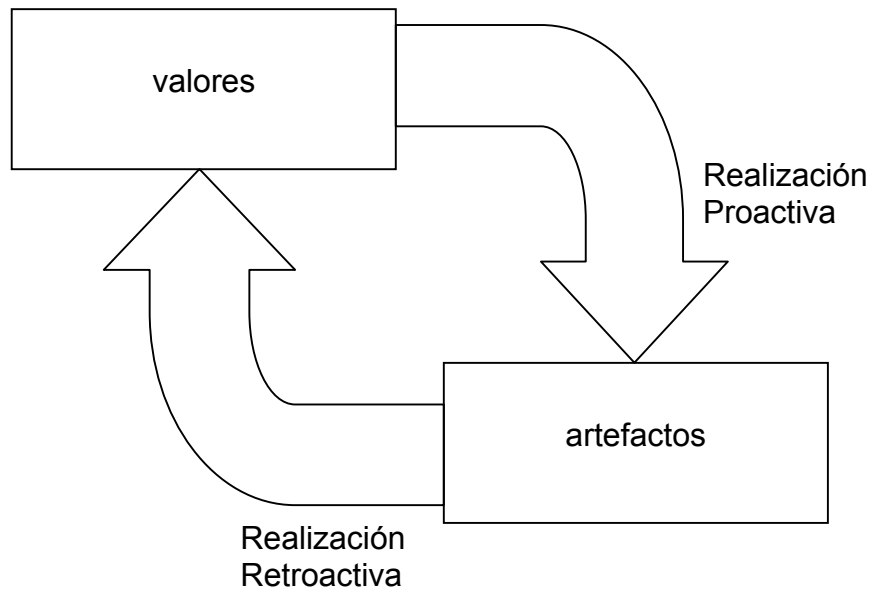 valores
Realización
Proactiva
artefactos
Realización
Retroactiva